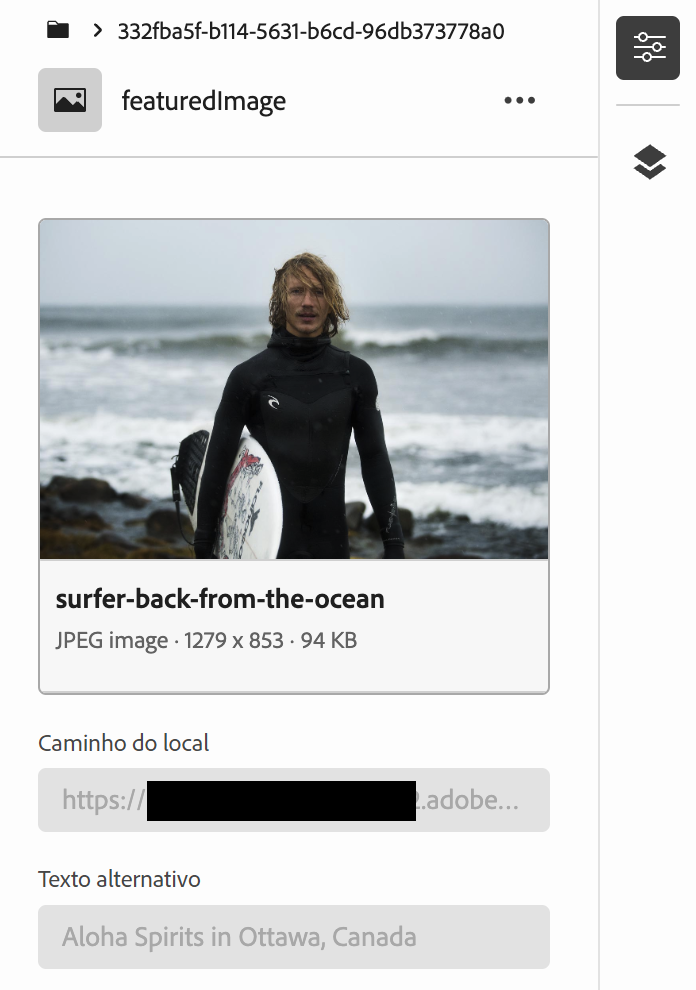 332fba5f-b114-5631-b6cd-96db373778a0
featuredImage
surfer-back-from-the-ocean
JPEG image · 1279 x 853 · 94 KB
Caminho do local
https:// .adobe...
Texto alternativo
Aloha Spirits in Ottawa, Canada